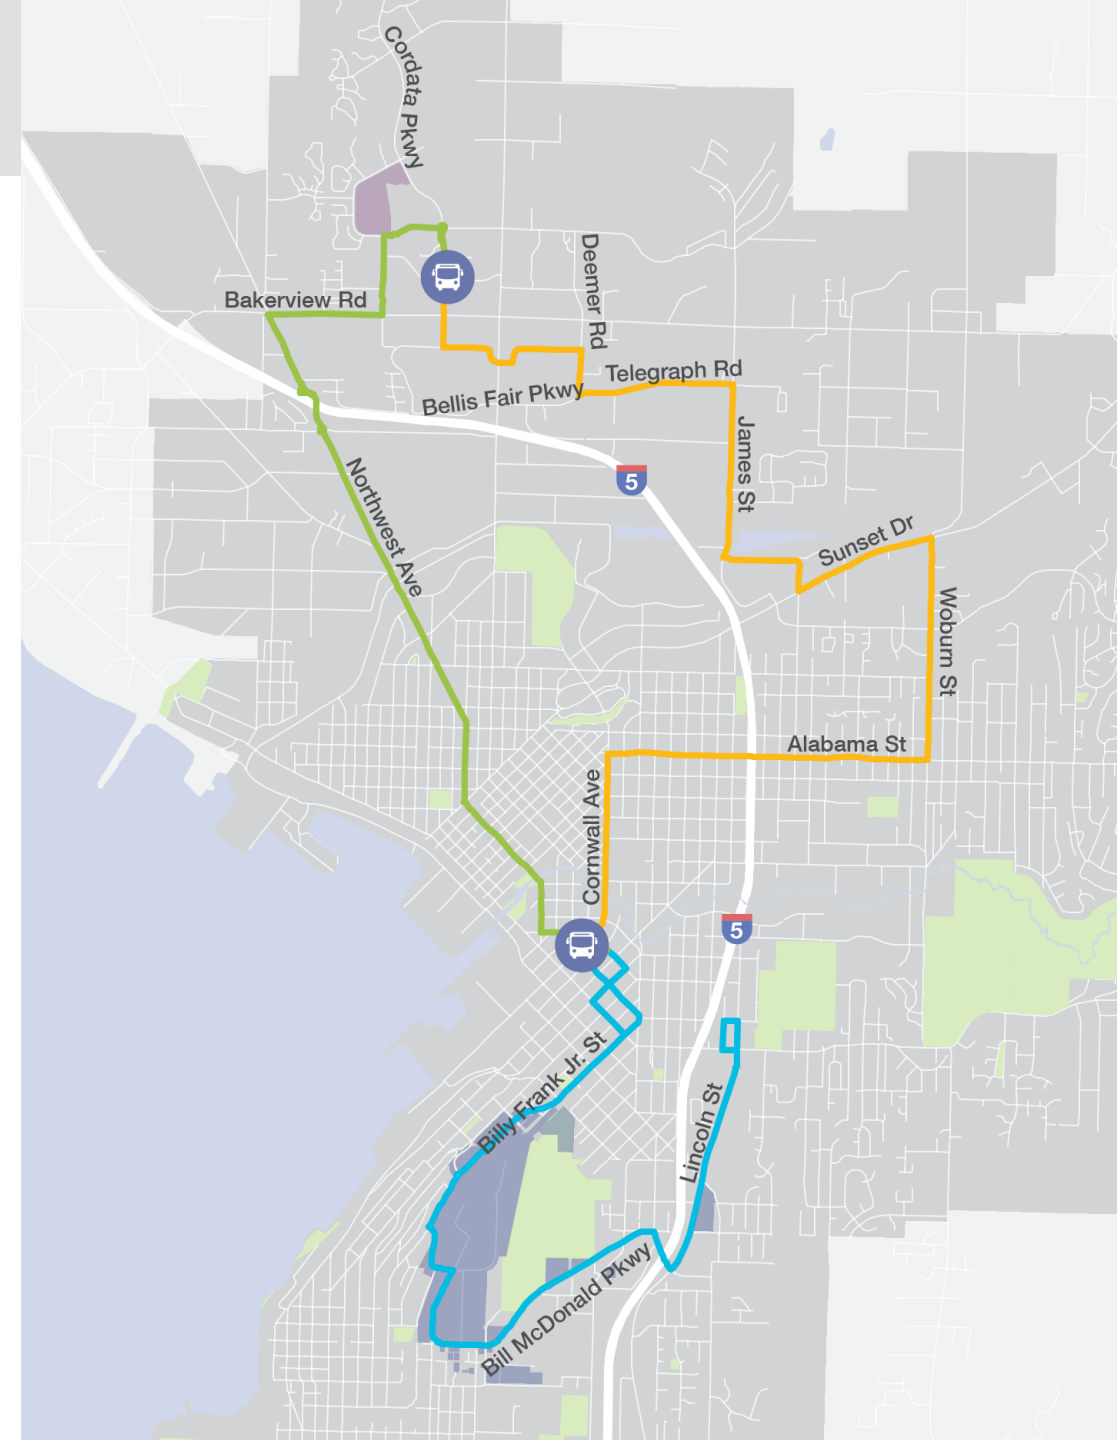 Cordata Pkwy
Deemer Rd
Bakerview Rd
Telegraph Rd
Bellis Fair Pkwy
James St
Northwest Ave
5
Sunset Dr
Woburn St
Alabama St
Cornwall Ave
5
Billy Frank Jr. St
Lincoln St
Bill McDonald Pkwy